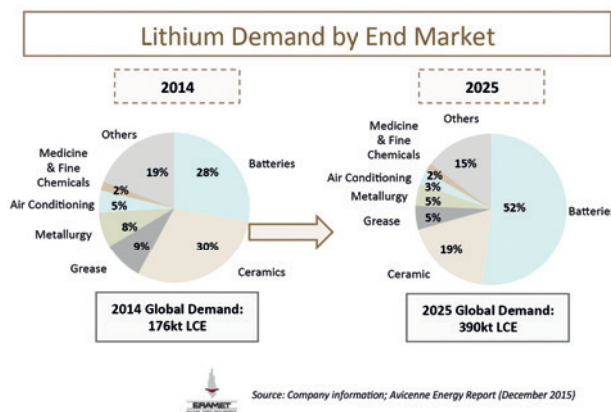 Lithium Demand by End Market
2014
Others
Medicine & Fine
Chemicals
Air Conditioning
Metallurgy
Grease
Batteries
Ceramics
19%
28%
2%
5%
8%
9%
30%
2014 Global Demand:
176kt LCE
2025
Medicine &
Fine
Chemicals
Air Conditioning
Metallurgy
Grease
Ceramic
Batterie
15%
2%
3%
5%
5%
52%
19%
2025 Global Demand:
390kt LCE
ERAMET
Source: Company information; Avicenne Energy Report (December 2015)